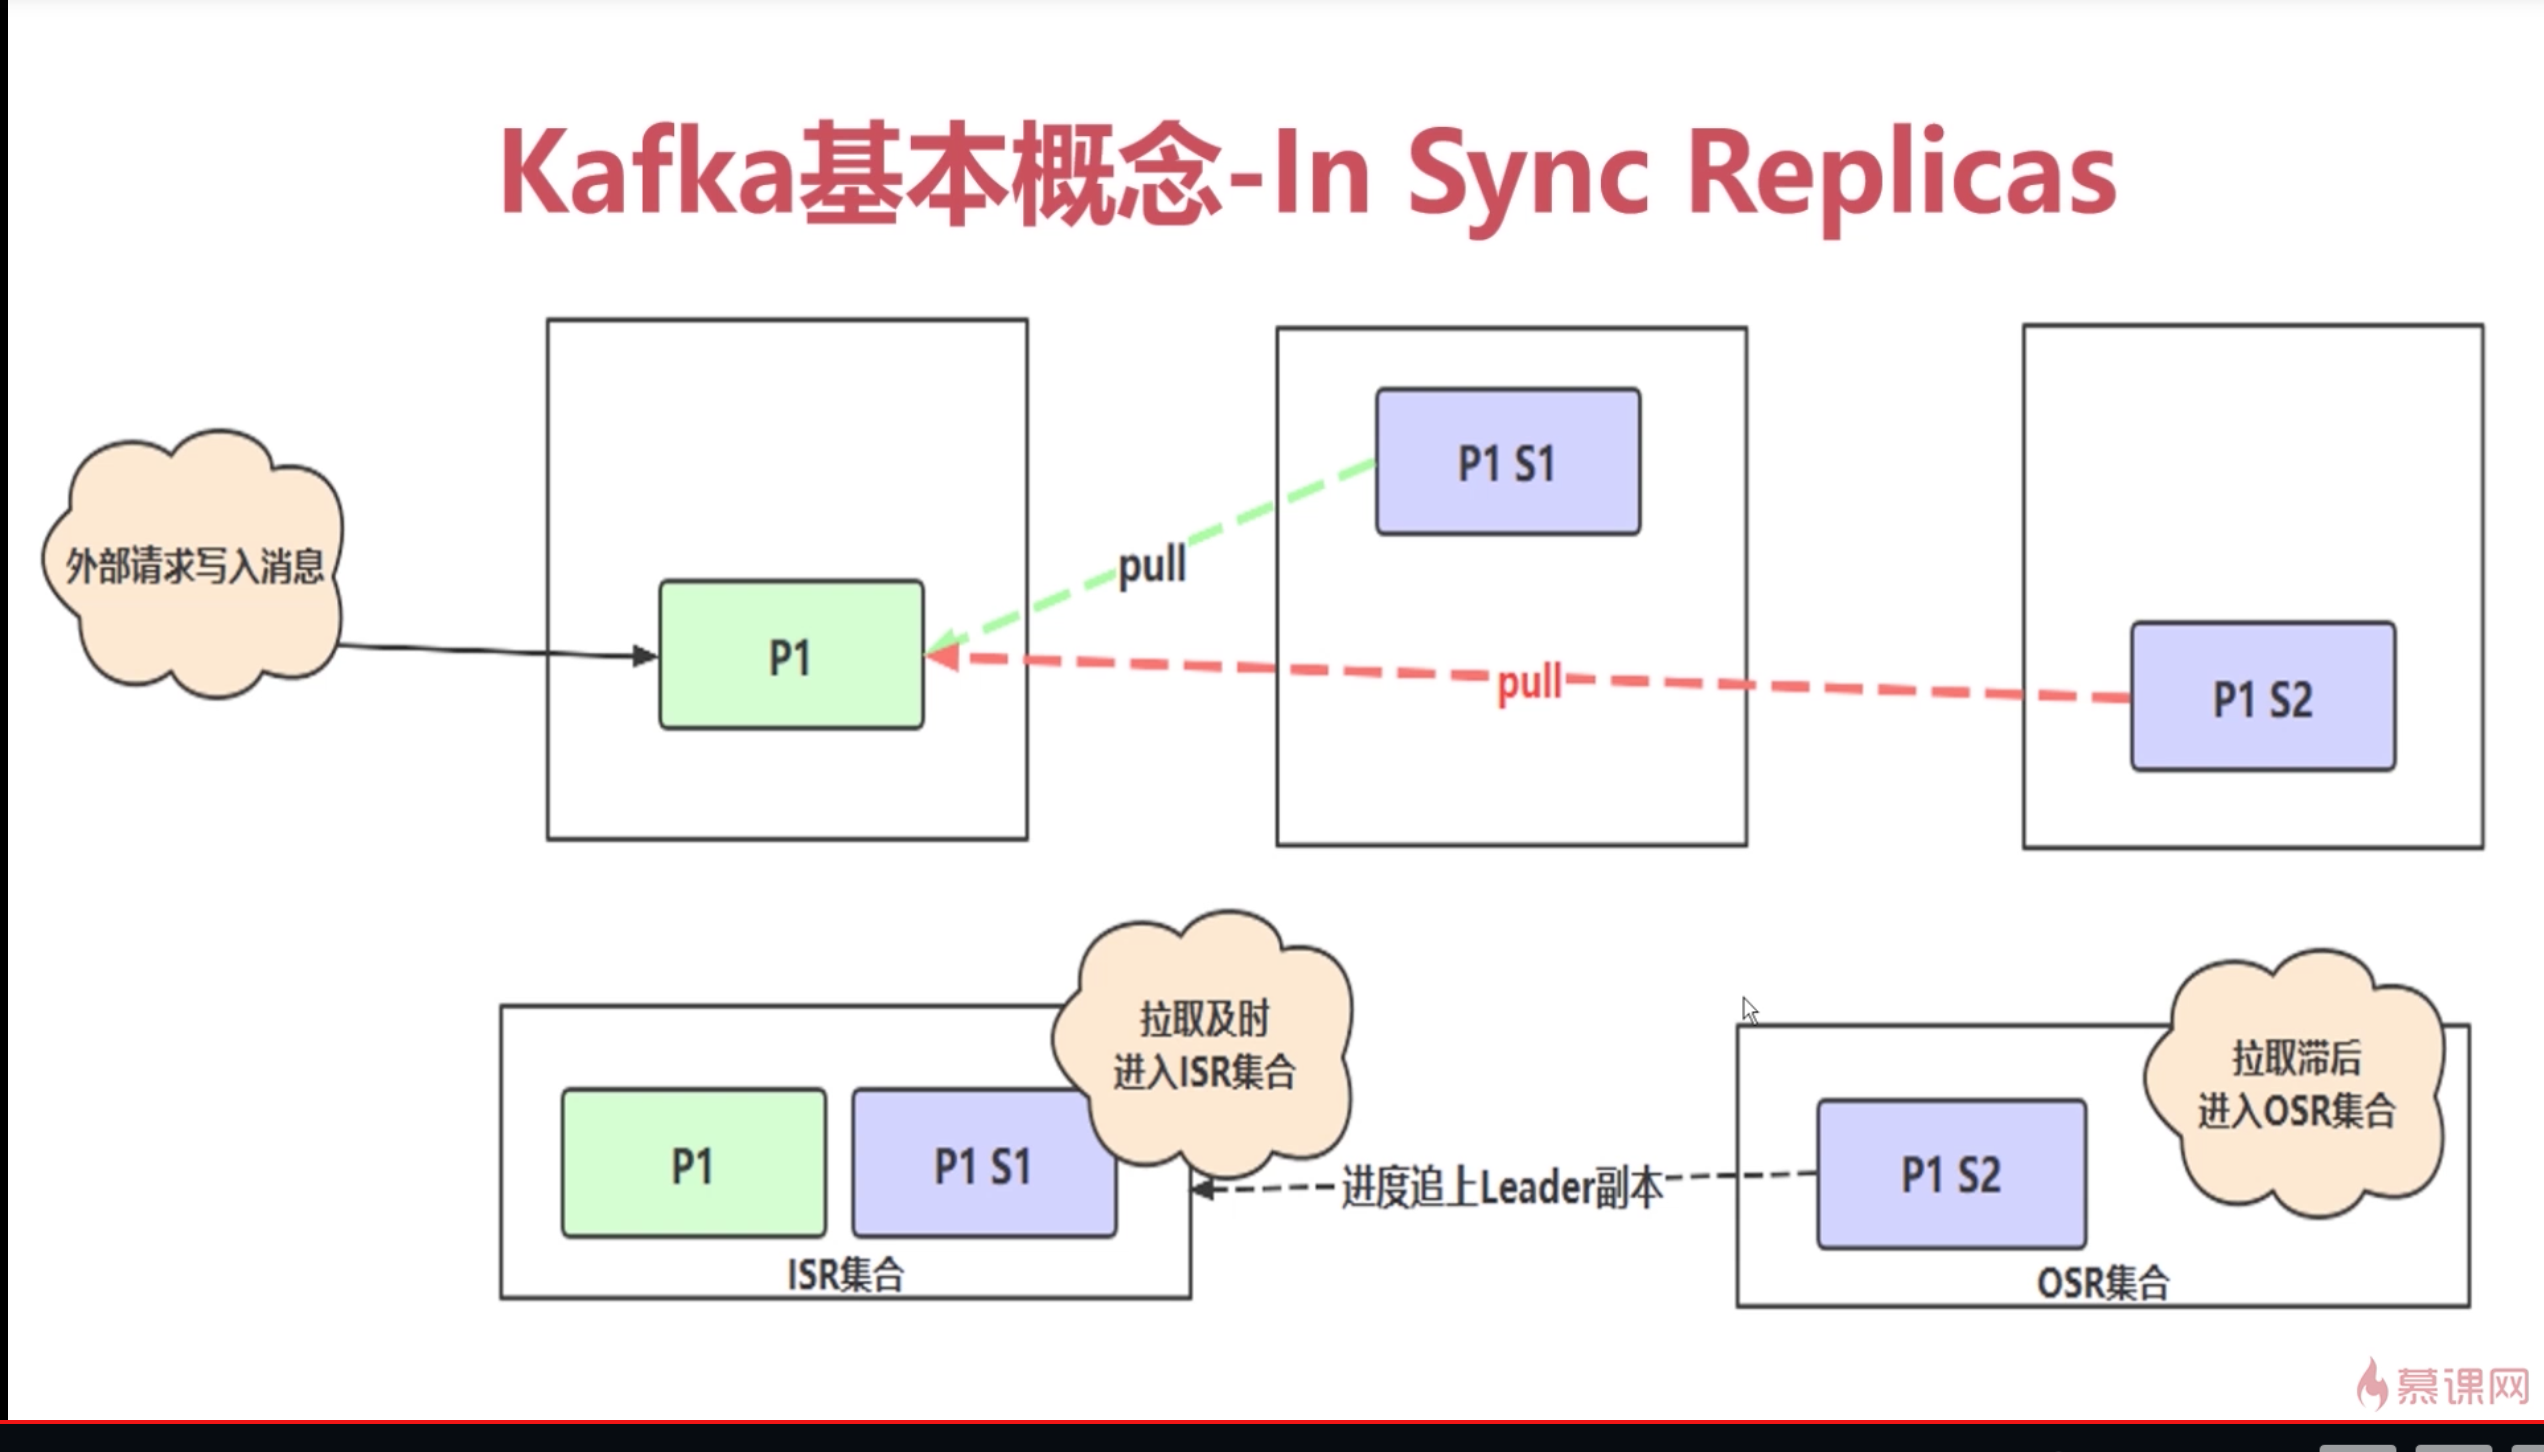 Kafka基本概念-In Sync Replicas
外部请求写入消息
P1
pull
P1 S1
pull
P1 S2
拉取及时
进入ISR集合
P1
P1 S1
ISR集合
进度追上Leader副本
拉取滞后
进入OSR集合
P1 S2
OSR集合
慕课网